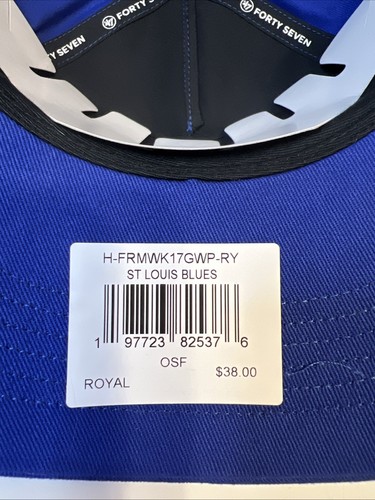 47 FORTY SEVEN
47 FORTY SEVEN
H-FRMWK17GWP-RY
ST LOUIS BLUES
1 97723 82537 6
OSF
ROYAL $38.00